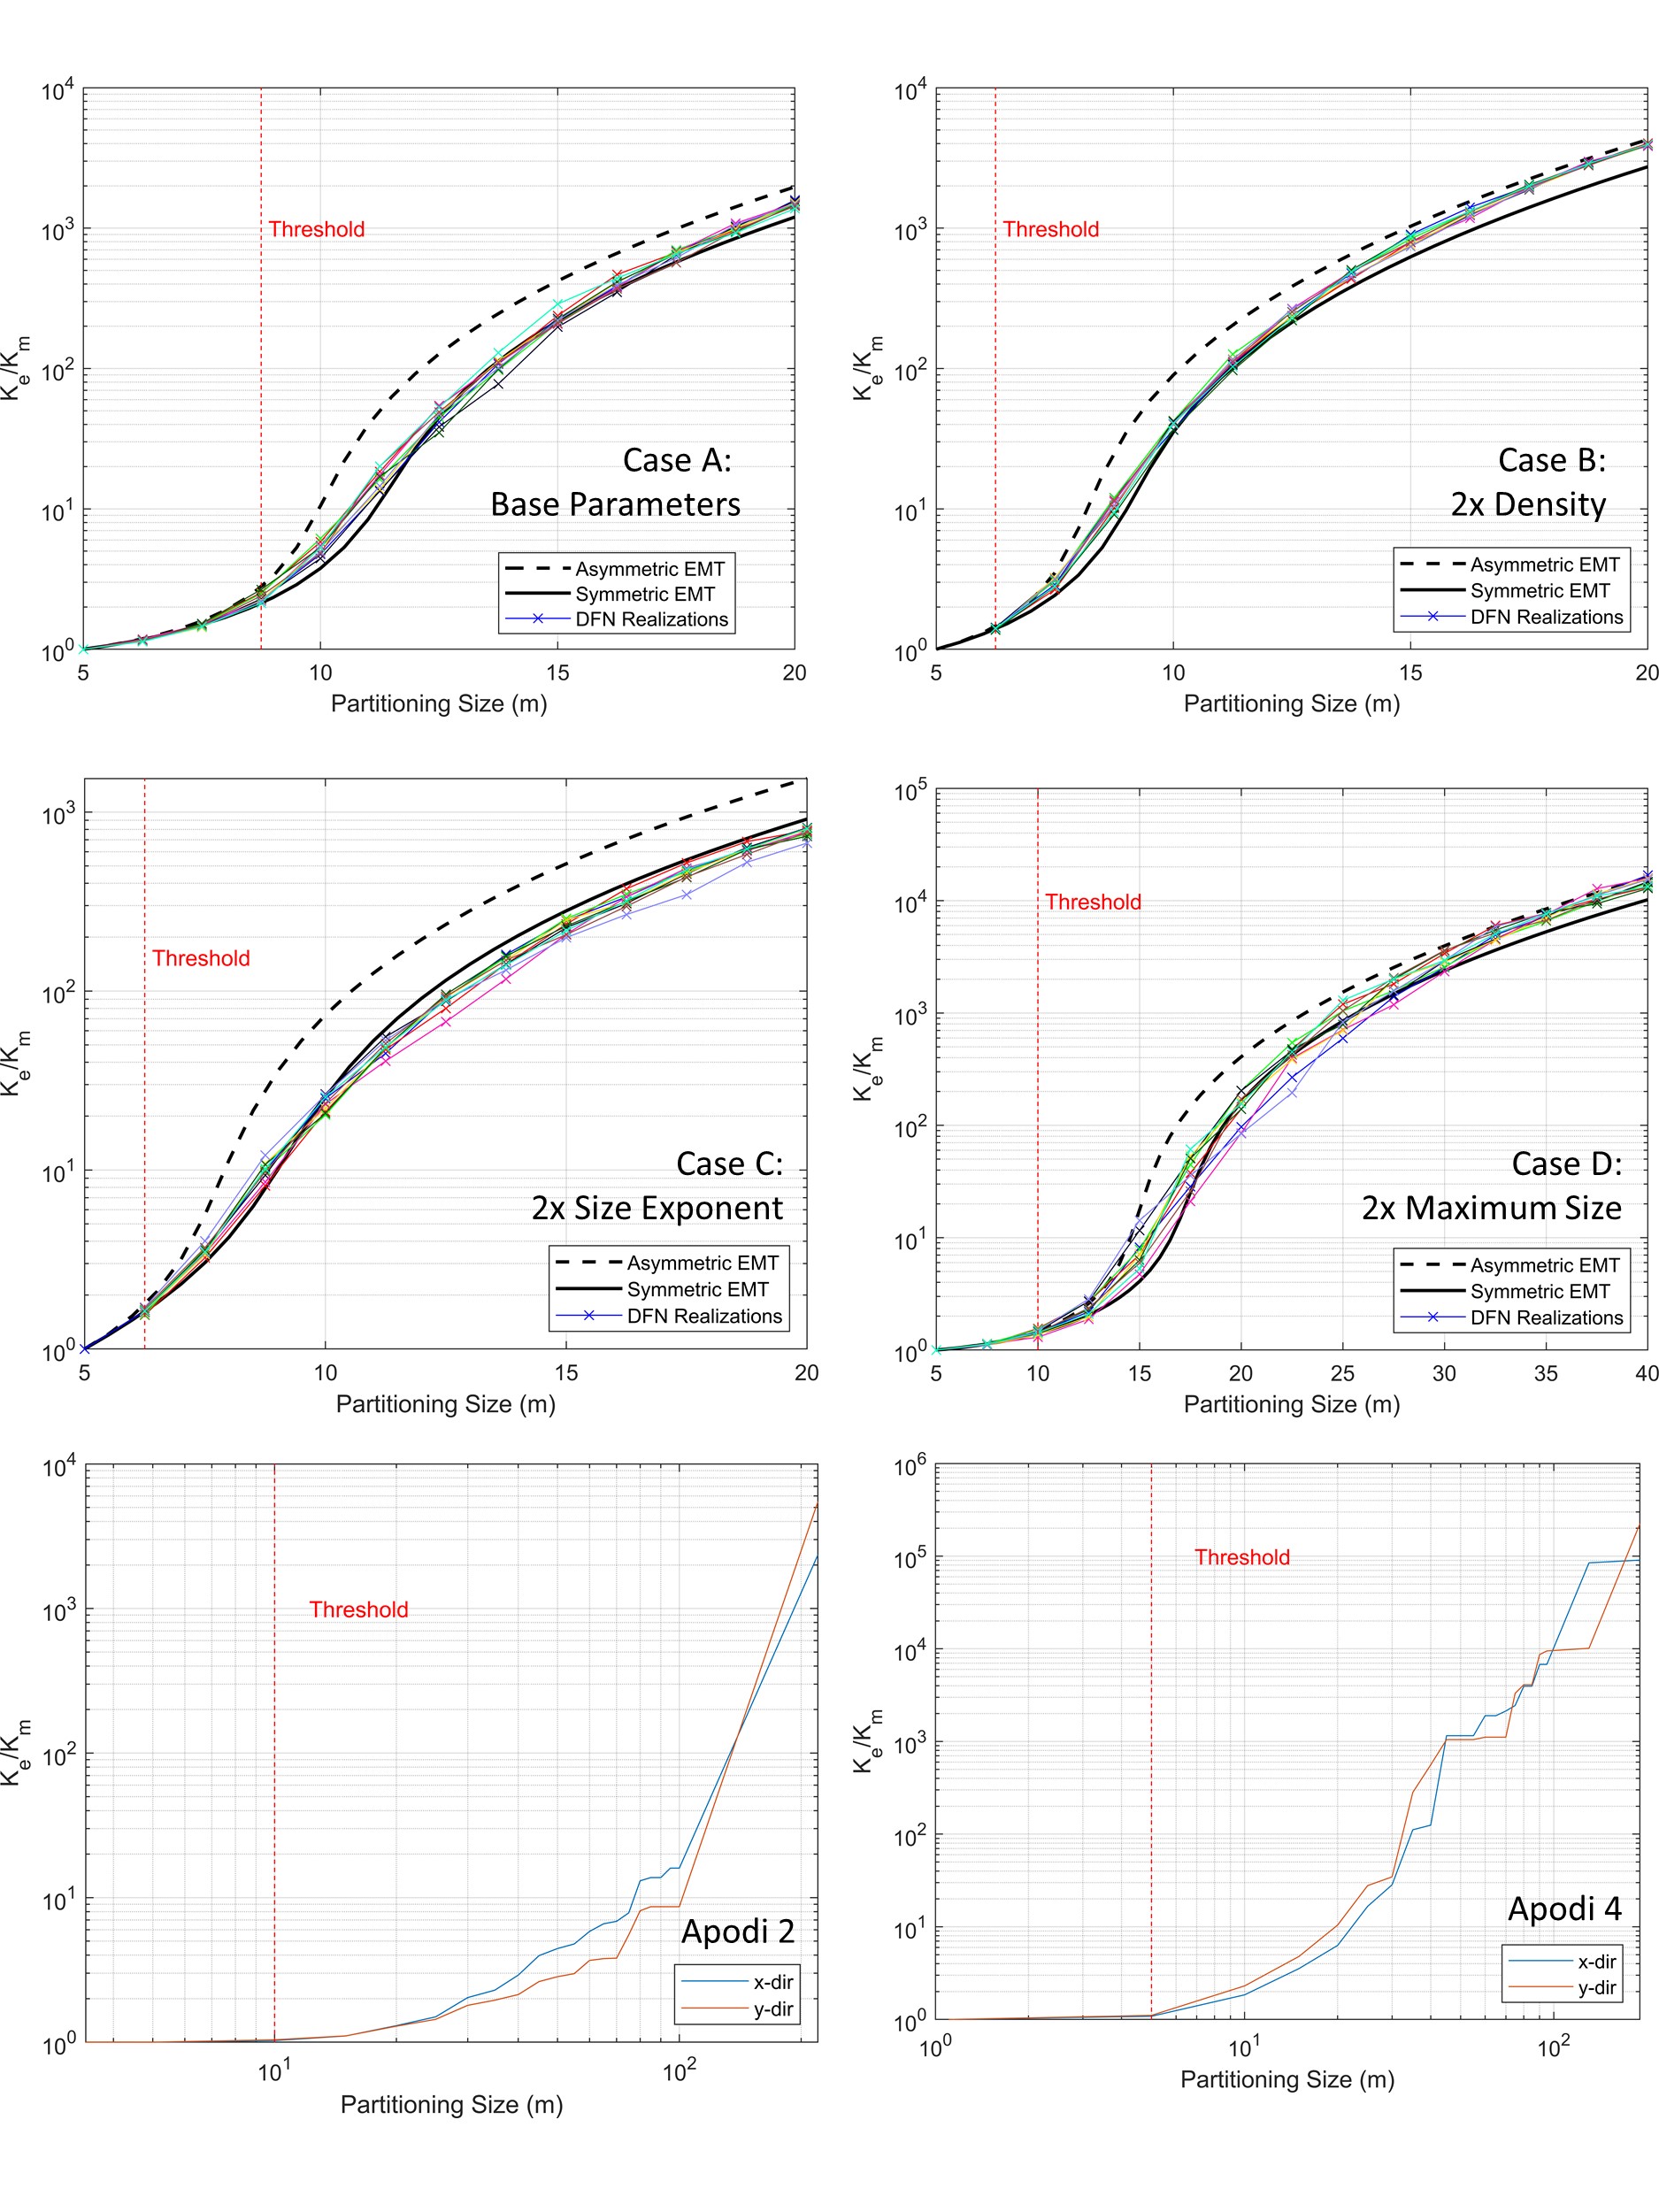 10^4
10^3
10^2
10^1
10^0
K_e/K_m
Threshold
Case A:
Base Parameters
Asymmetric EMT
Symmetric EMT
DFN Realizations
5 10 15 20
Partitioning Size (m)
10^4
10^3
10^2
10^1
10^0
K_e/K_m
Threshold
Case B:
2x Density
Asymmetric EMT
Symmetric EMT
DFN Realizations
5 10 15 20
Partitioning Size (m)
10^3
10^2
10^1
10^0
K_e/K_m
Threshold
Case C:
2x Size Exponent
Asymmetric EMT
Symmetric EMT
DFN Realizations
5 10 15 20
Partitioning Size (m)
10^5
10^4
10^3
10^2
10^1
10^0
K_e/K_m
Threshold
Case D:
2x Maximum Size
Asymmetric EMT
Symmetric EMT
DFN Realizations
5 10 15 20 25 30 35 40
Partitioning Size (m)
10^4
10^3
10^2
10^1
10^0
K_e/K_m
Threshold
Apodi 2
x-dir
y-dir
10^1 10^2
Partitioning Size (m)
10^6
10^5
10^4
10^3
10^2
10^1
10^0
K_e/K_m
Threshold
Apodi 4
x-dir
y-dir
10^0 10^1 10^2
Partitioning Size (m)